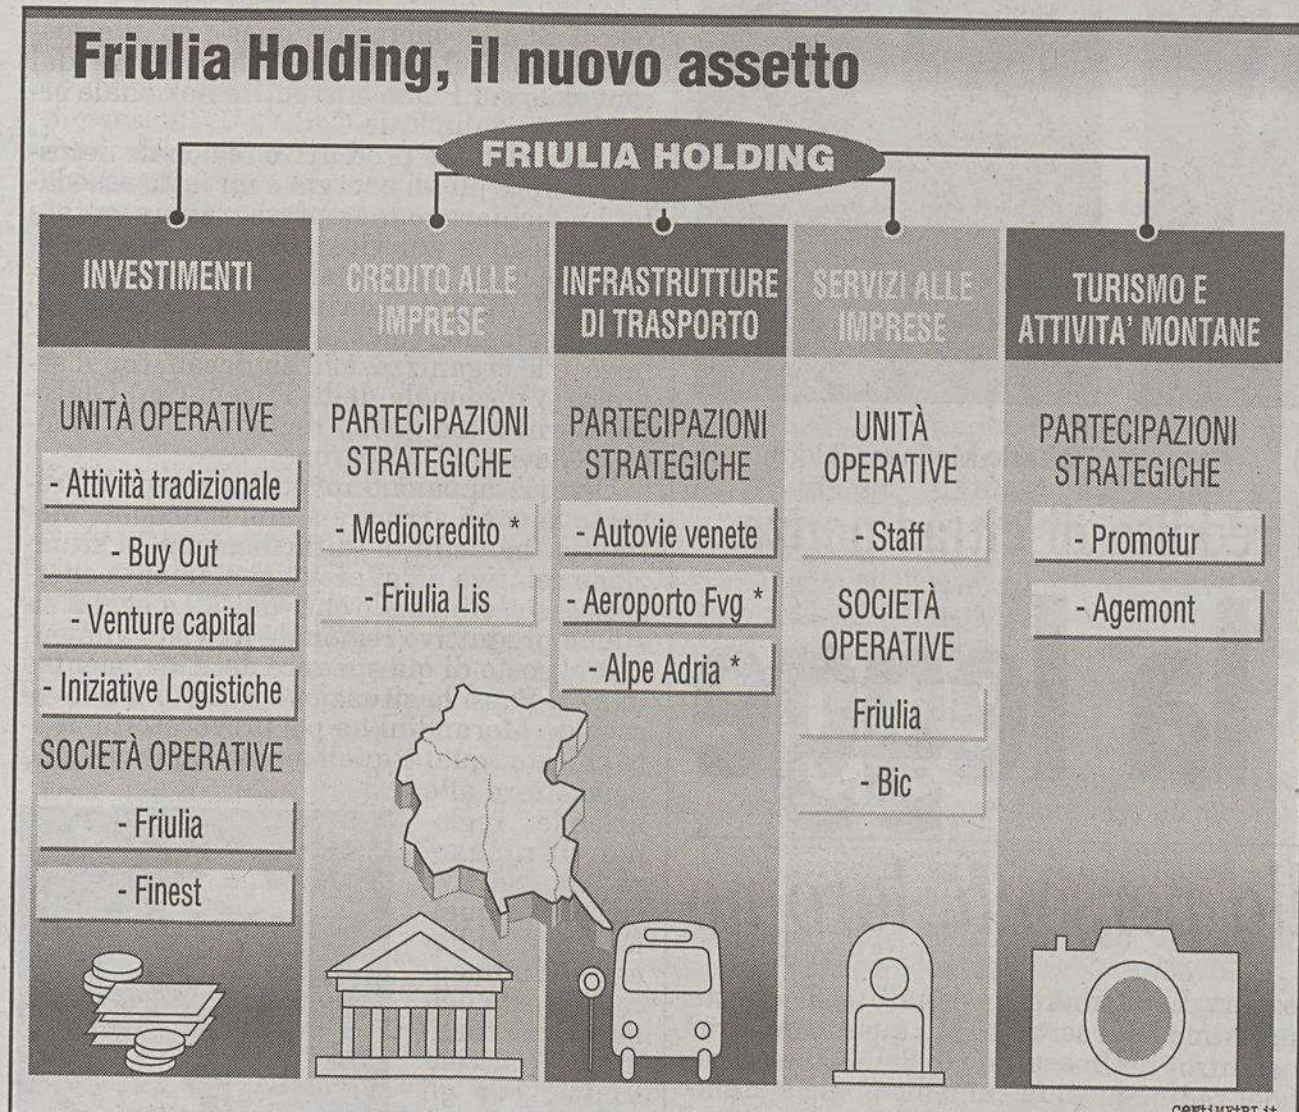 Friulia Holding, il nuovo assetto
FRIULIA HOLDING
INVESTIMENTI
UNITÀ OPERATIVE
- Attività tradizionale
- Buy Out
- Venture capital
- Iniziative Logistiche
SOCIETÀ OPERATIVE
- Friulia
- Finest
CREDITO ALLE
IMPRESE
PARTECIPAZIONI
STRATEGICHE
- Mediocredito *
- Friulia Lis
INFRASTRUTTURE
DI TRASPORTO
PARTECIPAZIONI
STRATEGICHE
- Autovie venete
- Aeroporto Fvg *
- Alpe Adria *
SERVIZI ALLE
IMPRESE
UNITÀ
OPERATIVE
- Staff
SOCIETÀ
OPERATIVE
Friulia
- Bic
TURISMO E
ATTIVITA' MONTANE
PARTECIPAZIONI
STRATEGICHE
- Promotur
- Agemont
CENTIMETRI.it